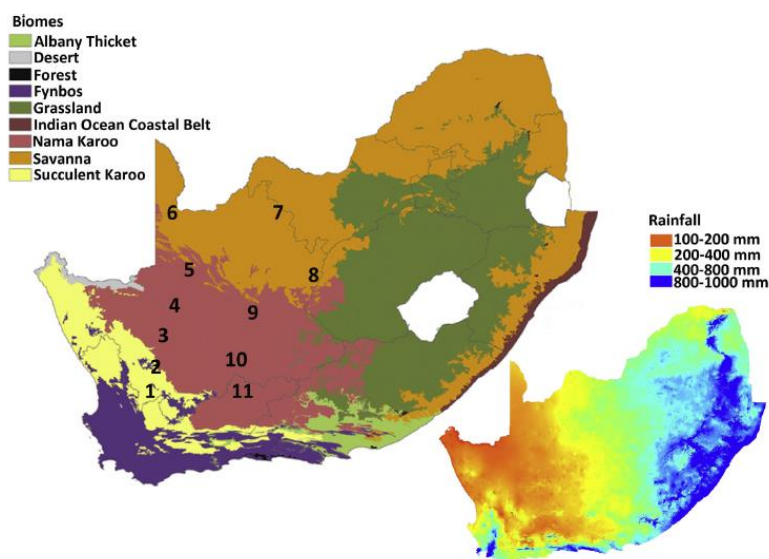 Biomes
Albany Thicket
Desert
Forest
Fynbos
Grassland
Indian Ocean Coastal Belt
Nama Karoo
Savanna
Succulent Karoo
6
7
5
8
4
9
3
2
10
1
11
Rainfall
100-200 mm
200-400 mm
400-800 mm
800-1000 mm